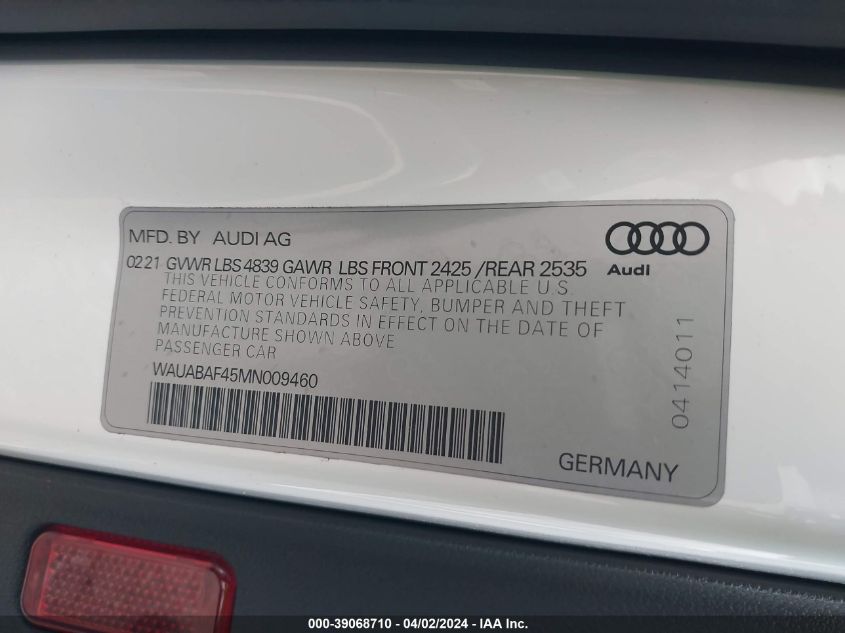 MFD. BY AUDI AG
0221 GVWR LBS 4839 GAWR LBS FRONT 2425 /REAR 2535
THIS VEHICLE CONFORMS TO ALL APPLICABLE U S
FEDERAL MOTOR VEHICLE SAFETY, BUMPER AND THEFT
PREVENTION STANDARDS IN EFFECT ON THE DATE OF
MANUFACTURE SHOWN ABOVE
PASSENGER CAR
WAUABAF45MN009460
Audi
0414011
GERMANY
000-39068710 - 04/02/2024 - IAA Inc.